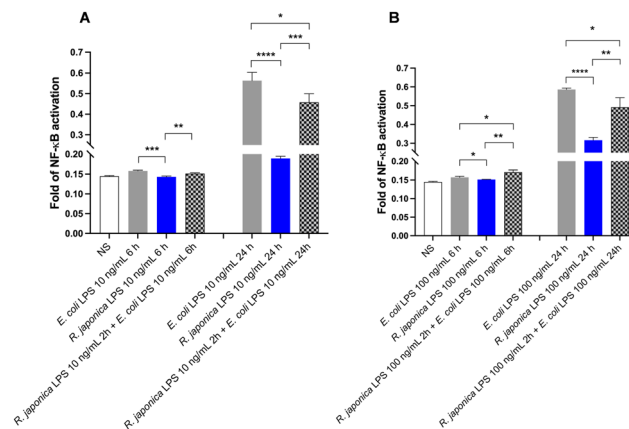 A
Fold of NF-κB activation
0.7
0.6
0.5
0.4
0.3
0.20
0.15
0.10
0.05
0.00
***
**
****
***
*
NS
E. coli LPS 10 ng/mL 6 h
R. japonica LPS 10 ng/mL 6 h
R. japonica LPS 10 ng/mL 2h + E. coli LPS 10 ng/mL 6h
E. coli LPS 10 ng/mL 24 h
R. japonica LPS 10 ng/mL 24 h
R. japonica LPS 10 ng/mL 2h + E. coli LPS 10 ng/mL 24h
B
Fold of NF-κB activation
0.7
0.6
0.5
0.4
0.3
0.20
0.15
0.10
0.05
0.00
*
**
*
****
**
*
NS
E. coli LPS 100 ng/mL 6 h
R. japonica LPS 100 ng/mL 6 h
R. japonica LPS 100 ng/mL 2h + E. coli LPS 100 ng/mL 6h
E. coli LPS 100 ng/mL 24 h
R. japonica LPS 100 ng/mL 24 h
R. japonica LPS 100 ng/mL 2h + E. coli LPS 100 ng/mL 24h